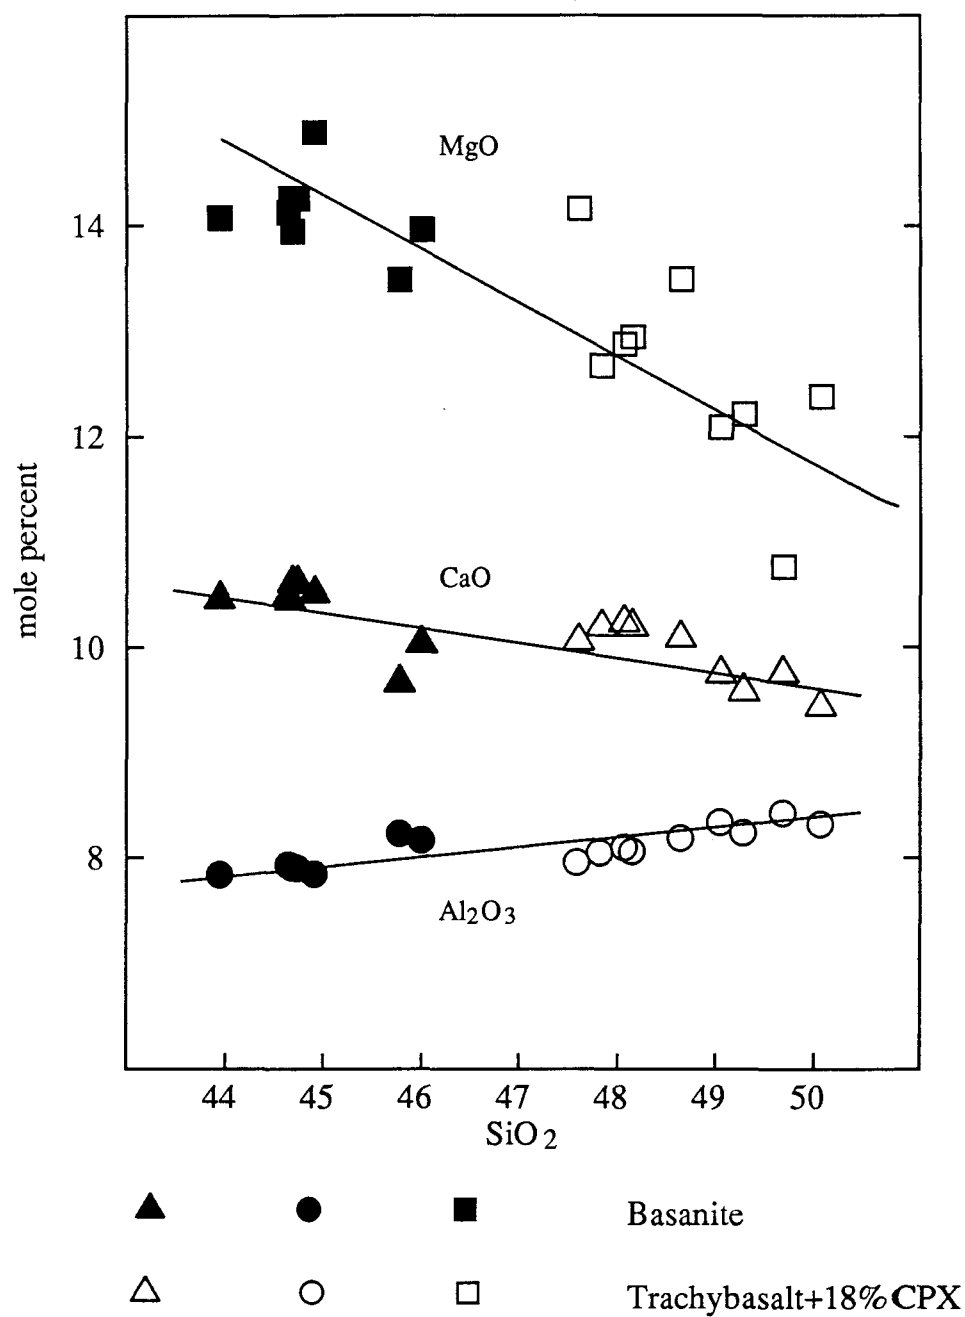 MgO
14
12
mole percent
CaO
10
8
Al2O3
44 45 46 47 48 49 50
SiO2
Basanite
Trachybasalt+18% CPX